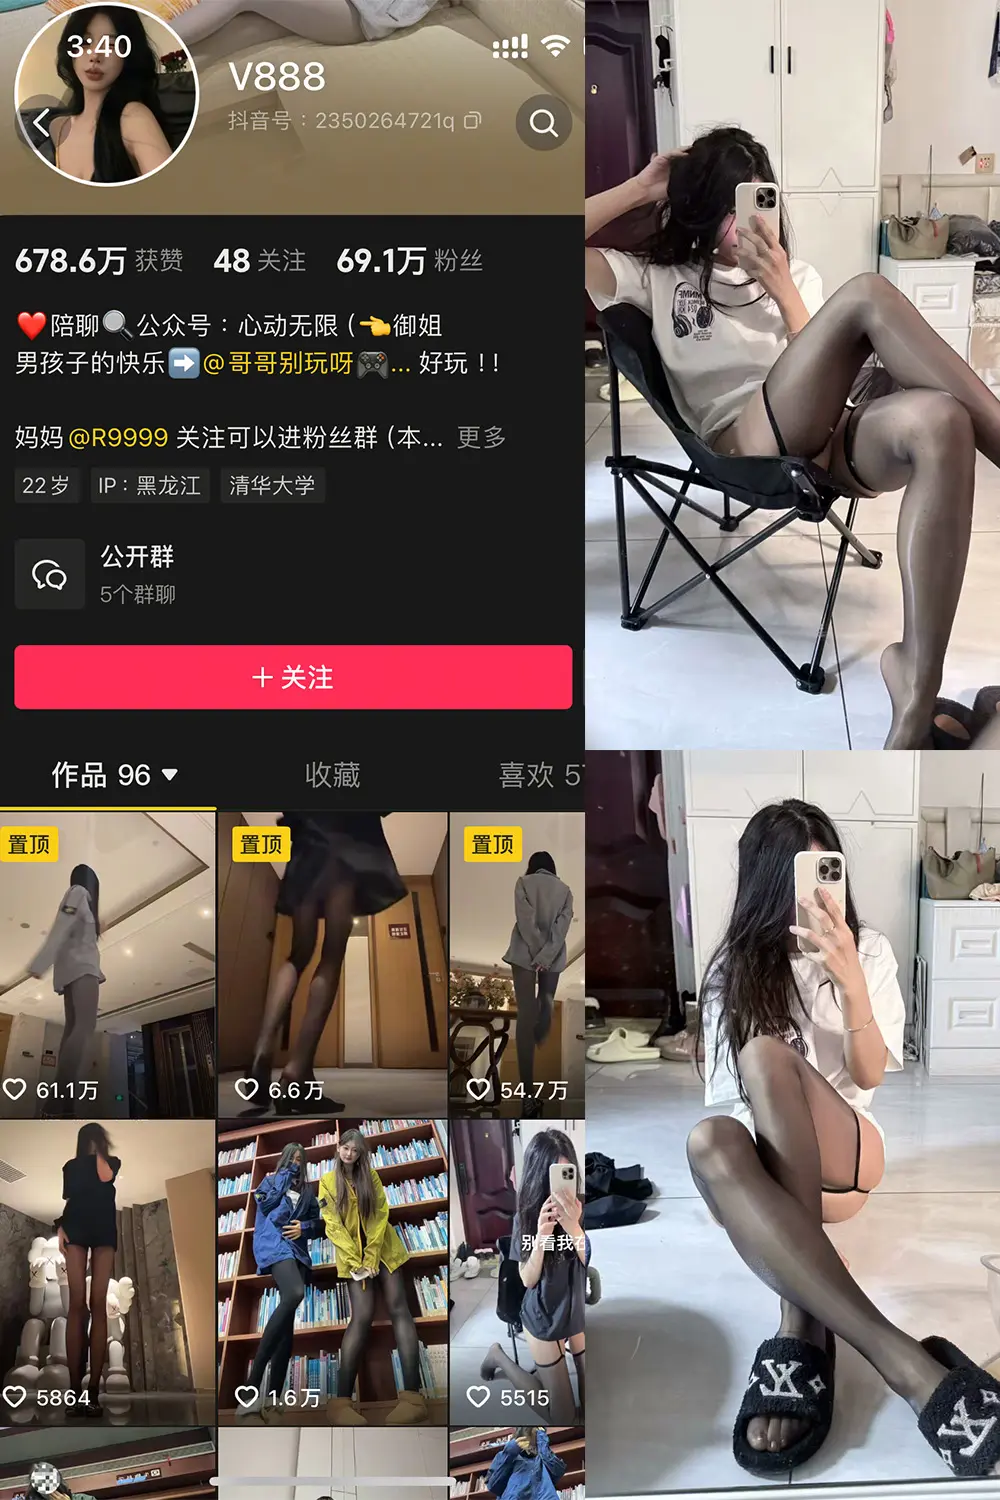 3:40
V888
抖音号：2350264721q
678.6万 获赞 48 关注 69.1万 粉丝
❤️陪聊🔍公众号：心动无限（👈御姐
男孩子的快乐➡️@哥哥别玩呀🎮... 好玩！！
妈妈@R9999 关注可以进粉丝群（本... 更多
22岁 IP：黑龙江 清华大学
公开群
5个群聊
＋关注
作品 96 收藏 喜欢 57
置顶 置顶 置顶
61.1万 6.6万 54.7万
别看我在
5864 1.6万 5515